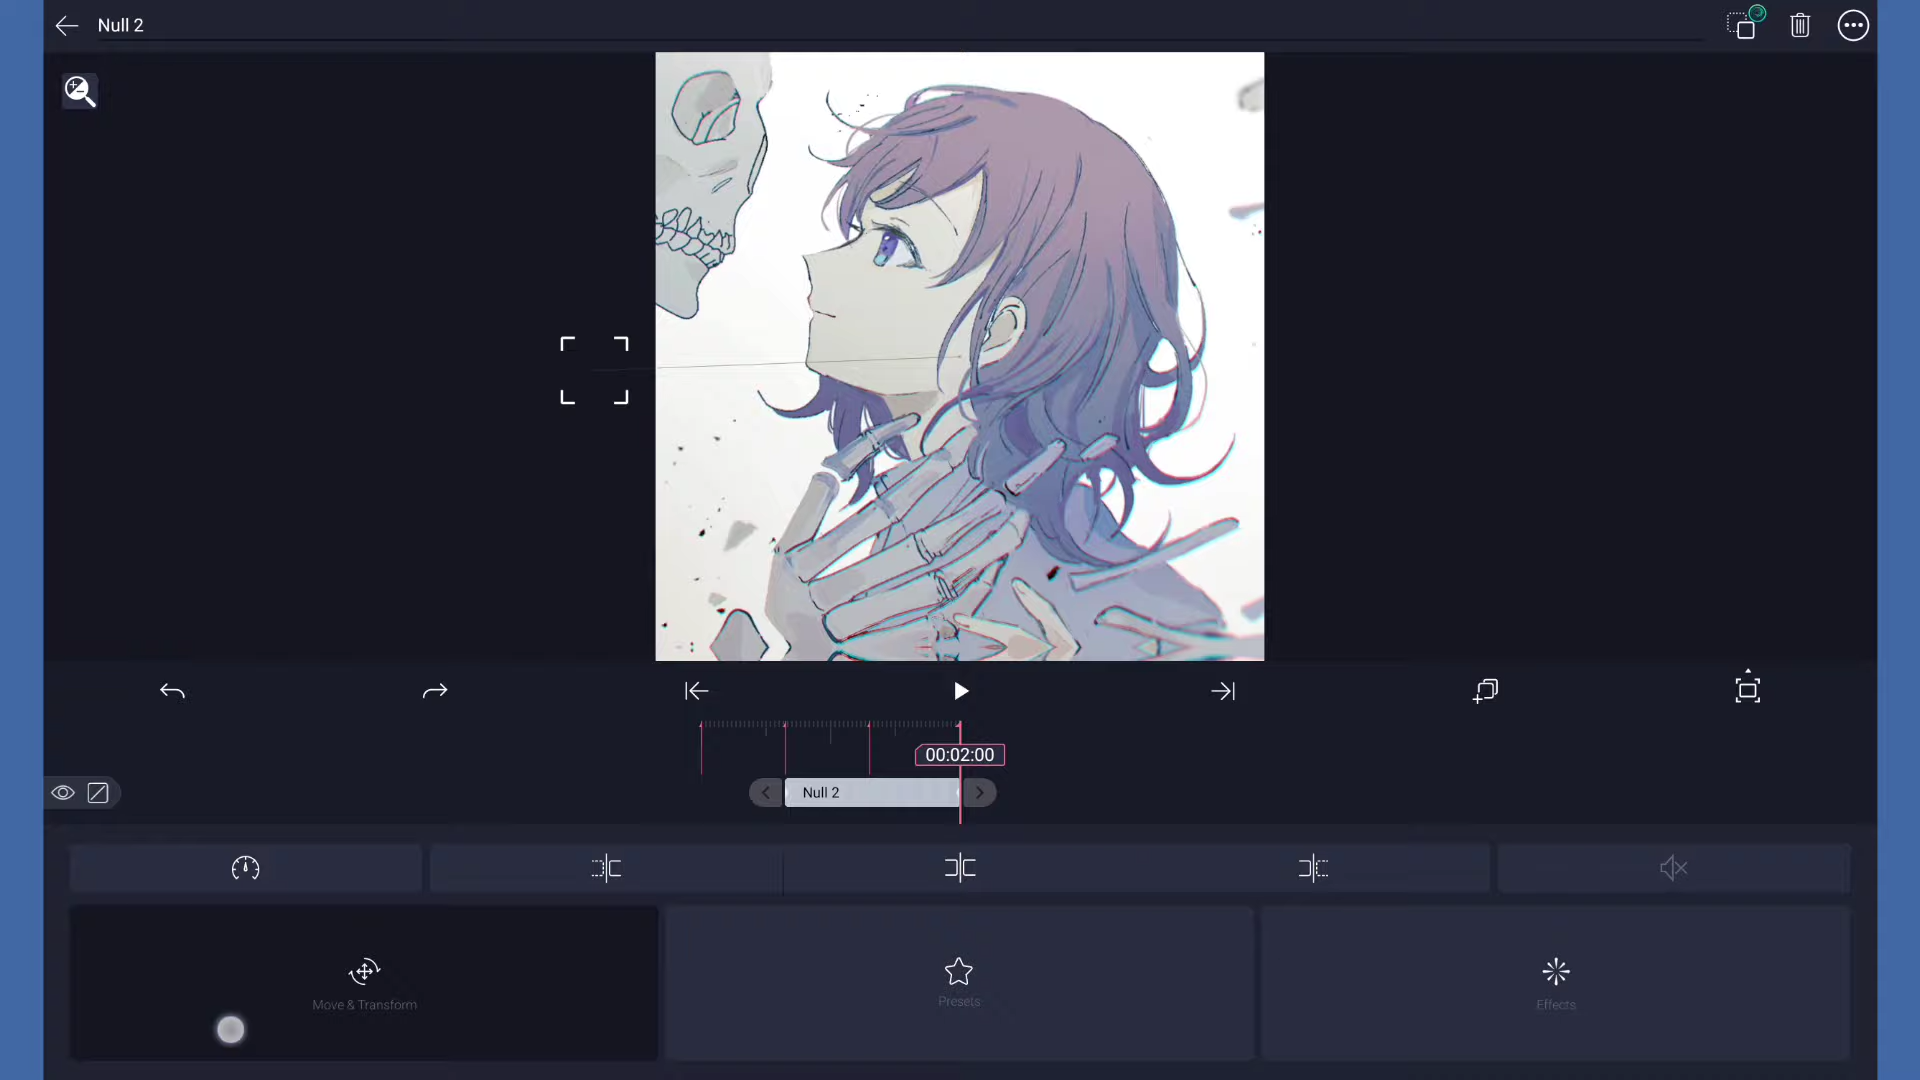 Null 2
00:02:00
Null 2
Move & Transform
Presets
Effects